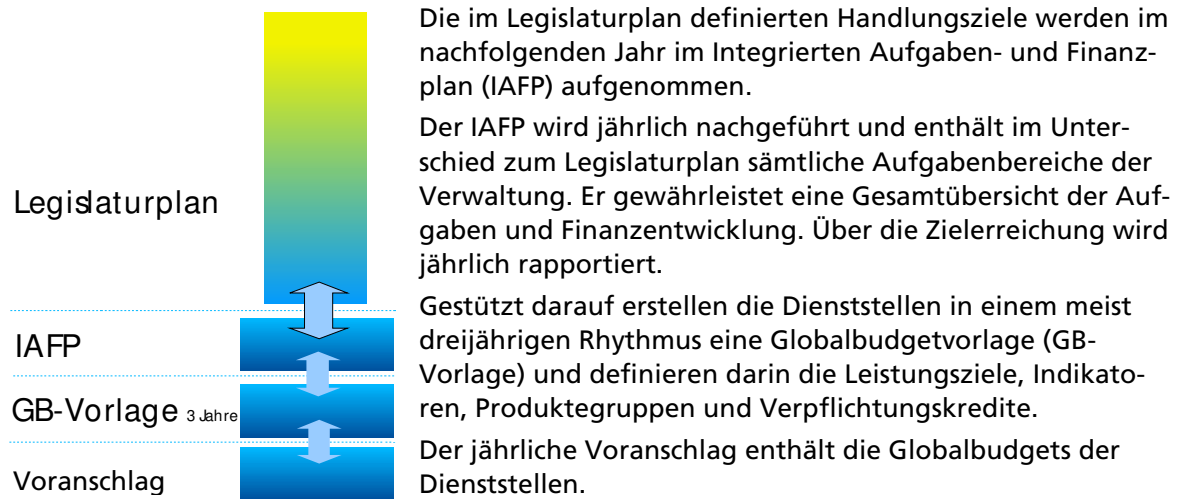 Die im Legislaturplan definierten Handlungsziele werden im
nachfolgenden Jahr im Integrierten Aufgaben- und Finanz-
plan (IAFP) aufgenommen.
Der IAFP wird jährlich nachgeführt und enthält im Unter-
schied zum Legislaturplan sämtliche Aufgabenbereiche der
Verwaltung. Er gewährleistet eine Gesamtübersicht der Auf-
gaben und Finanzentwicklung. Über die Zielerreichung wird
jährlich rapportiert.
Gestützt darauf erstellen die Dienststellen in einem meist
dreijährigen Rhythmus eine Globalbudgetvorlage (GB-
Vorlage) und definieren darin die Leistungsziele, Indikato-
ren, Produktegruppen und Verpflichtungskredite.
Der jährliche Voranschlag enthält die Globalbudgets der
Dienststellen.
Legislaturplan
IAFP
GB-Vorlage 3 Jahre
Voranschlag